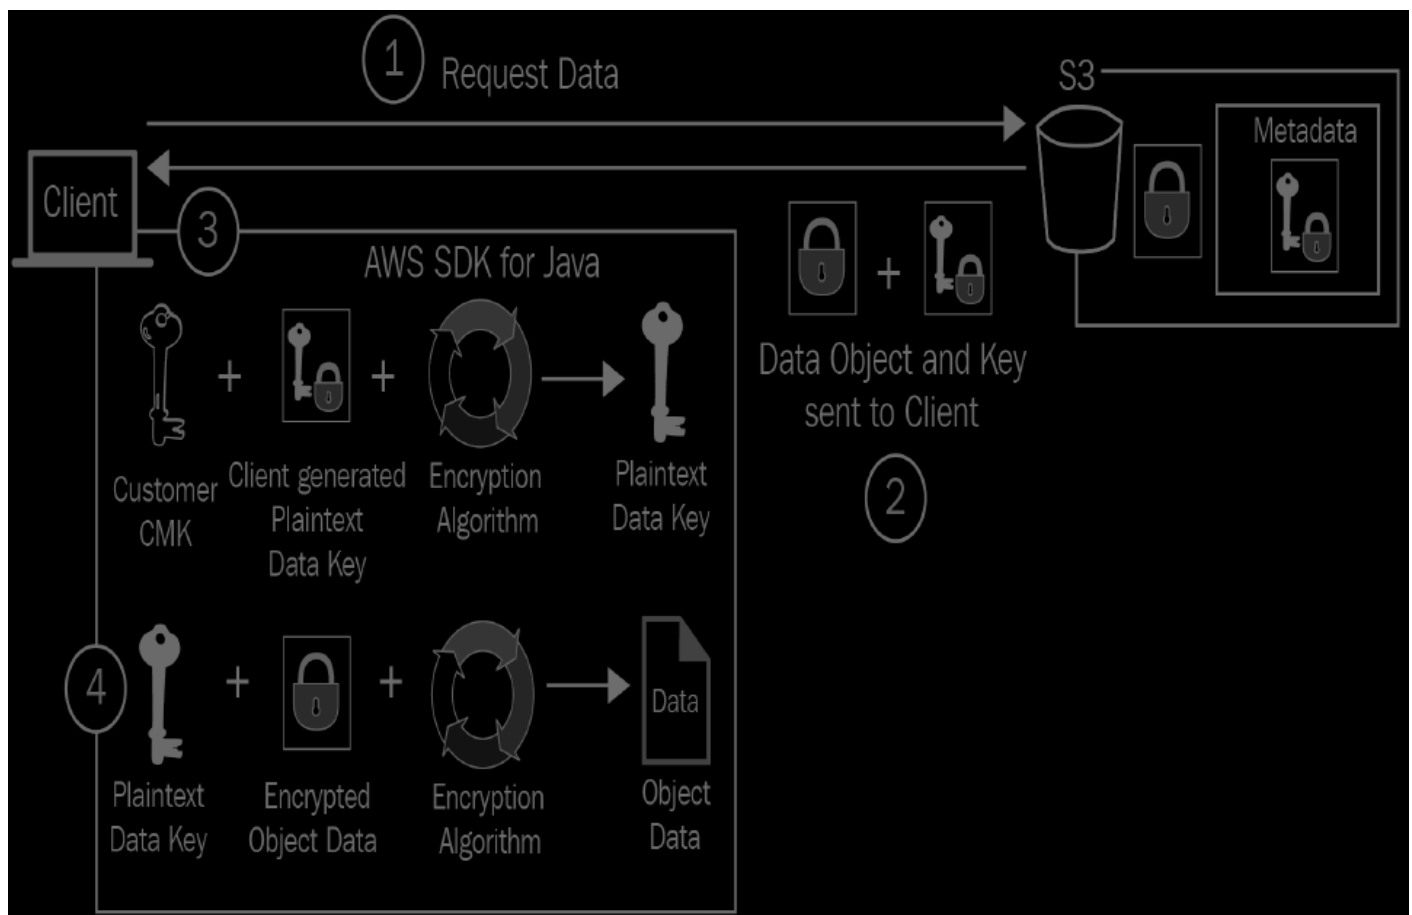 1
Request Data
S3
Metadata
Client
3
AWS SDK for Java
Data Object and Key
sent to Client
2
Customer
CMK
Client generated
Plaintext
Data Key
Encryption
Algorithm
Plaintext
Data Key
4
Data
Plaintext
Data Key
Encrypted
Object Data
Encryption
Algorithm
Object
Data